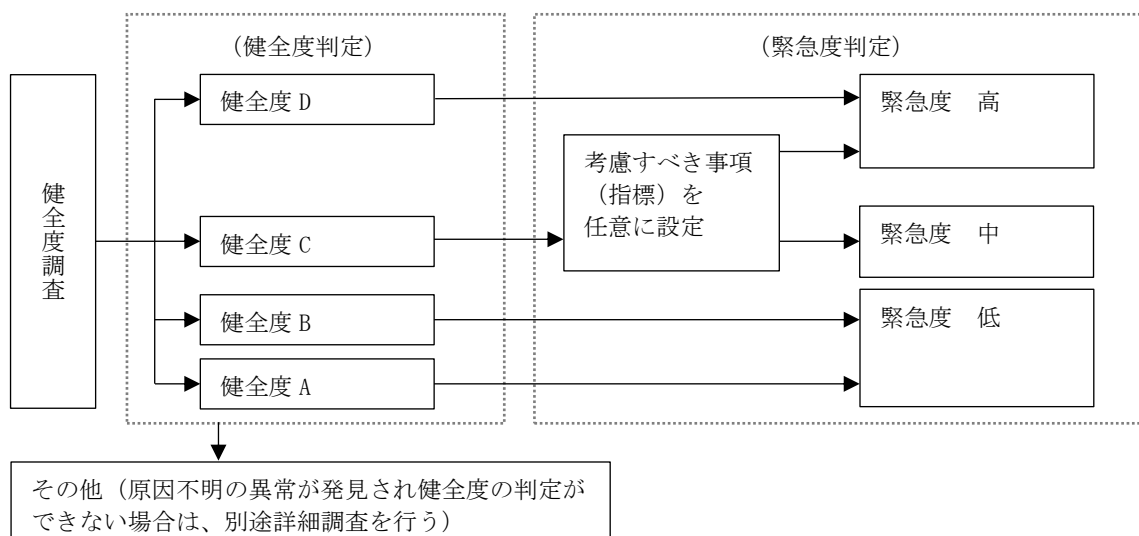 (健全度判定)
(緊急度判定)
健全度調査
健全度 D
緊急度　高
考慮すべき事項
（指標）を
任意に設定
健全度 C
緊急度　中
健全度 B
緊急度　低
健全度 A
その他（原因不明の異常が発見され健全度の判定が
できない場合は、別途詳細調査を行う）